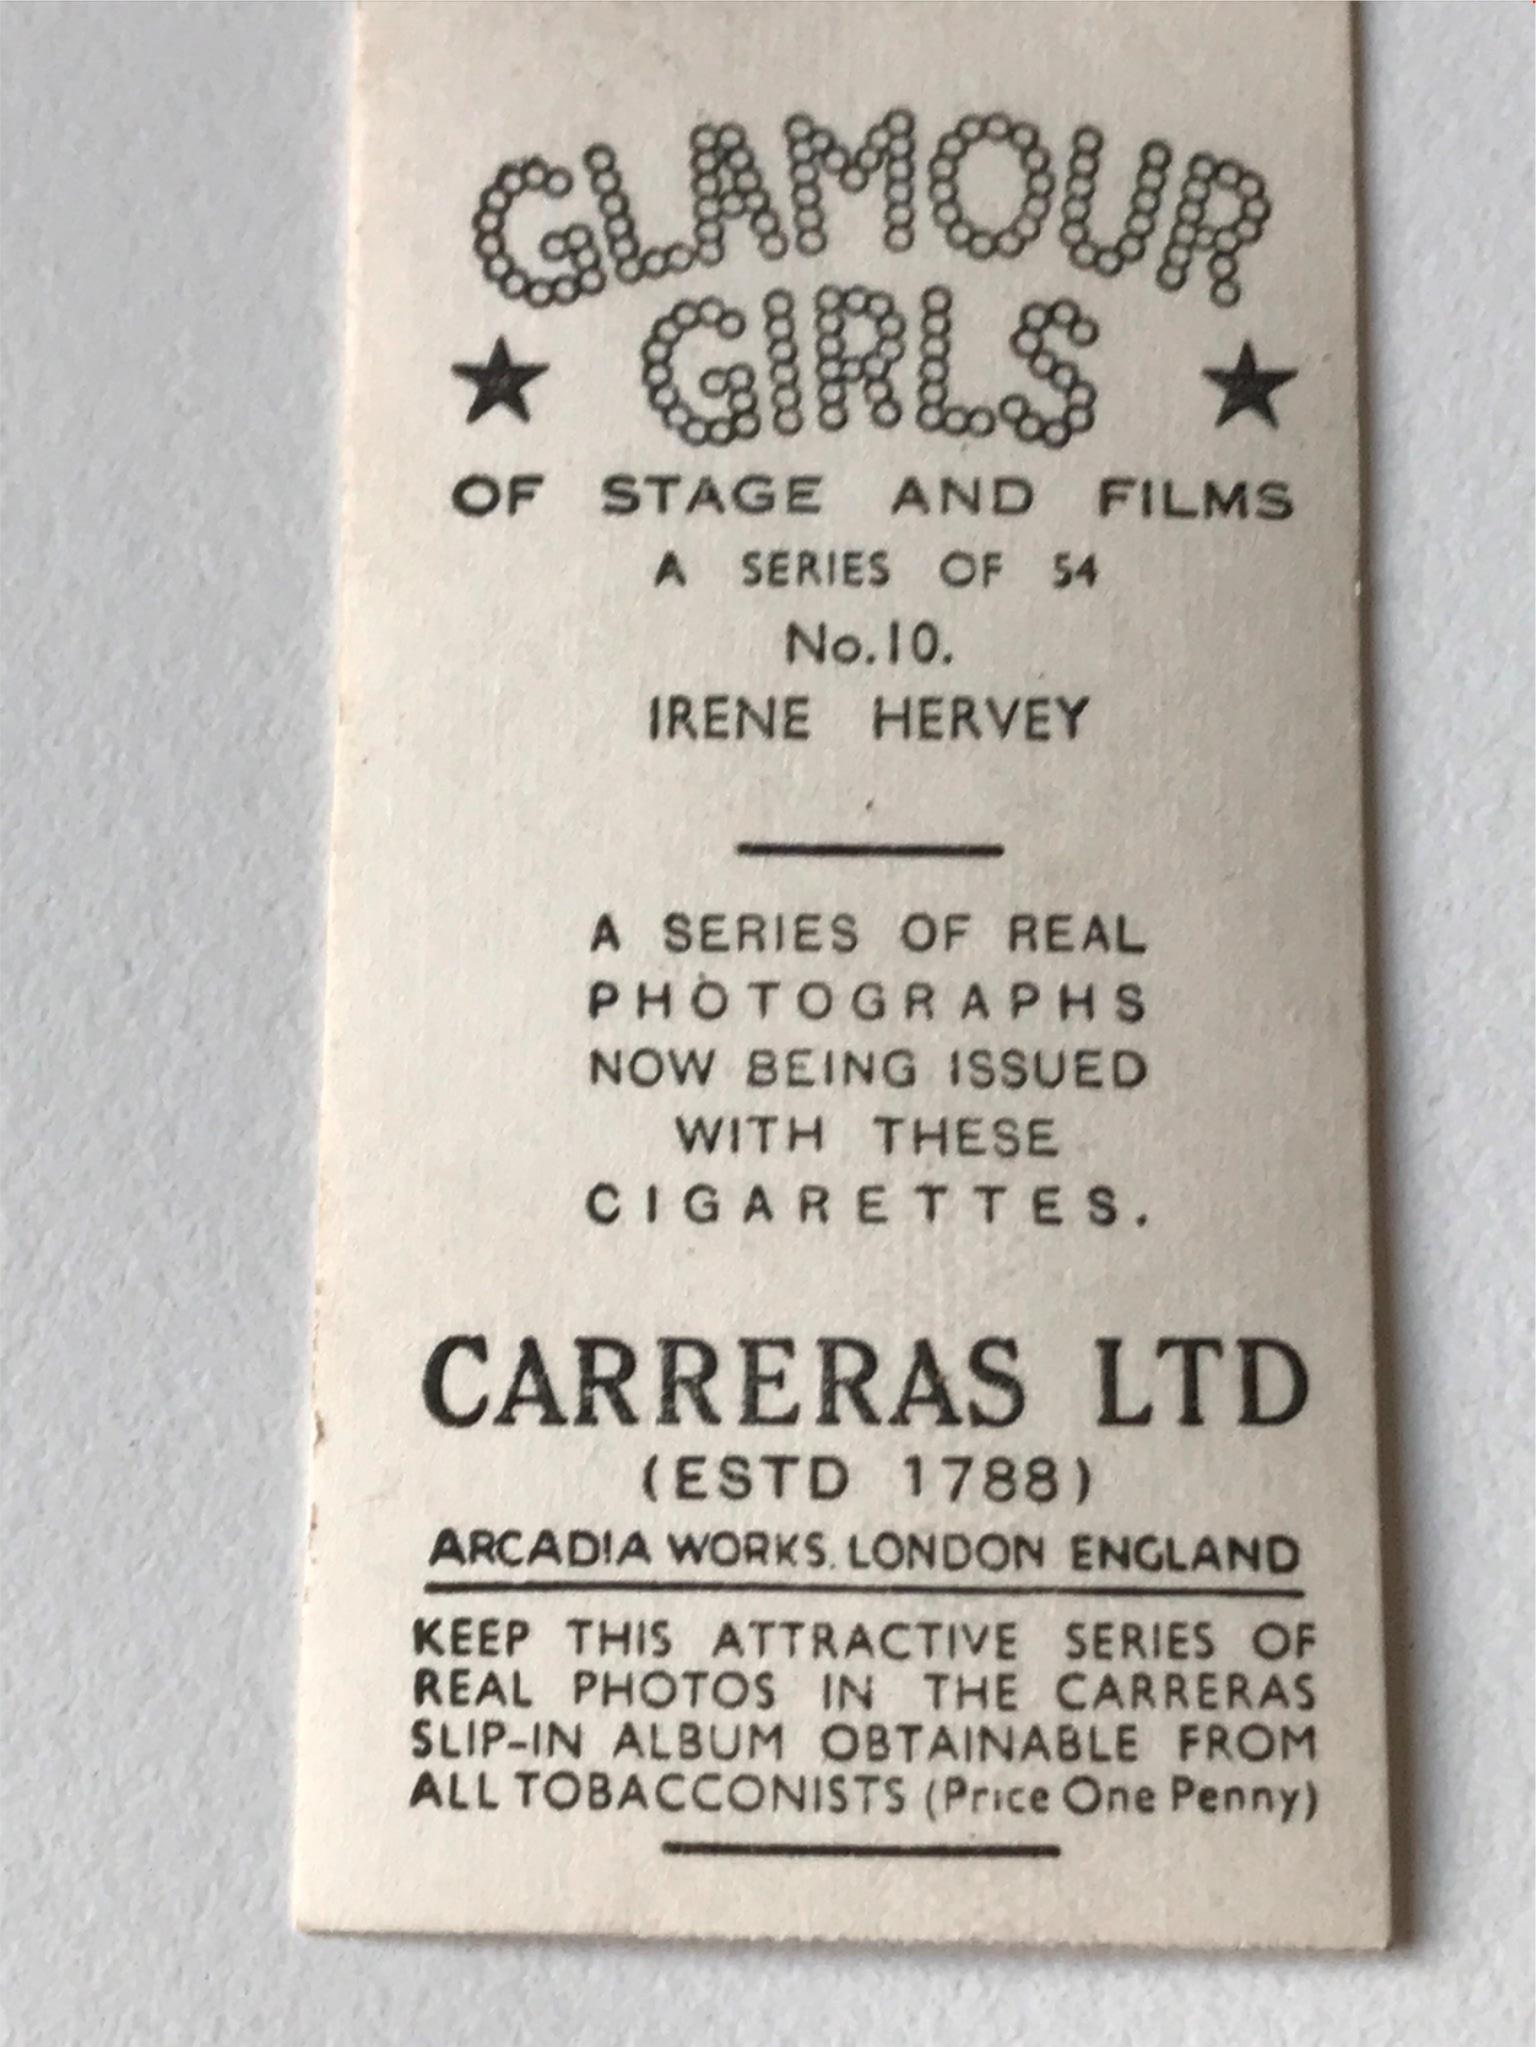 GLAMOUR
★ GIRLS ★
OF STAGE AND FILMS
A SERIES OF 54
No.10.
IRENE HERVEY
A SERIES OF REAL
PHOTOGRAPHS
NOW BEING ISSUED
WITH THESE
CIGARETTES.
CARRERAS LTD
(ESTD 1788)
ARCADIA WORKS. LONDON ENGLAND
KEEP THIS ATTRACTIVE SERIES OF
REAL PHOTOS IN THE CARRERAS
SLIP-IN ALBUM OBTAINABLE FROM
ALL TOBACCONISTS (Price One Penny)